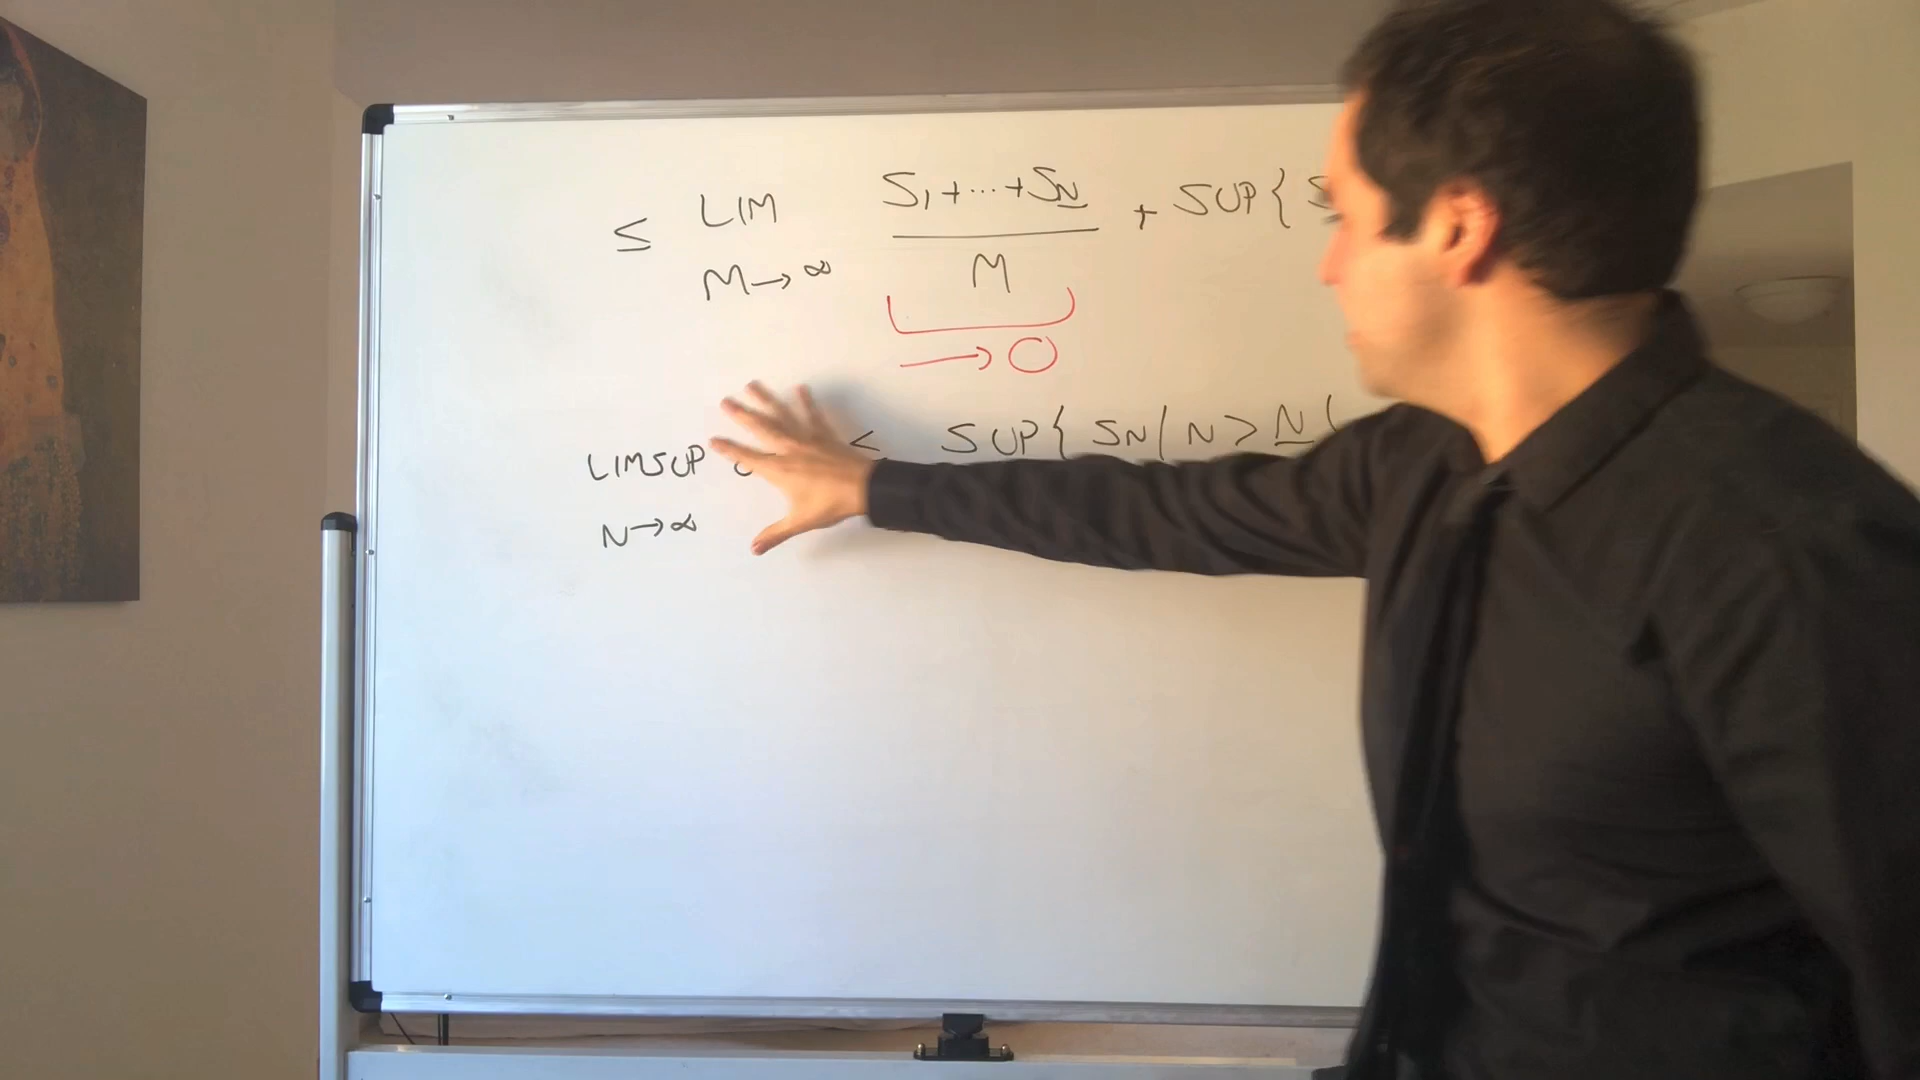 ≤ LIM S1+...+SN + SUP{ S
M→∞ M
→ 0
LIMSUP ≤ SUP{ SN | N > N
N→∞